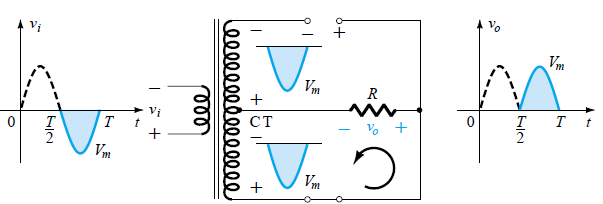 v_i
0
T/2
T
t
V_m
−
v_i
+
−
− +
V_m
+
CT
R
− v_o +
−
V_m
+
v_o
V_m
0
T/2
T
t